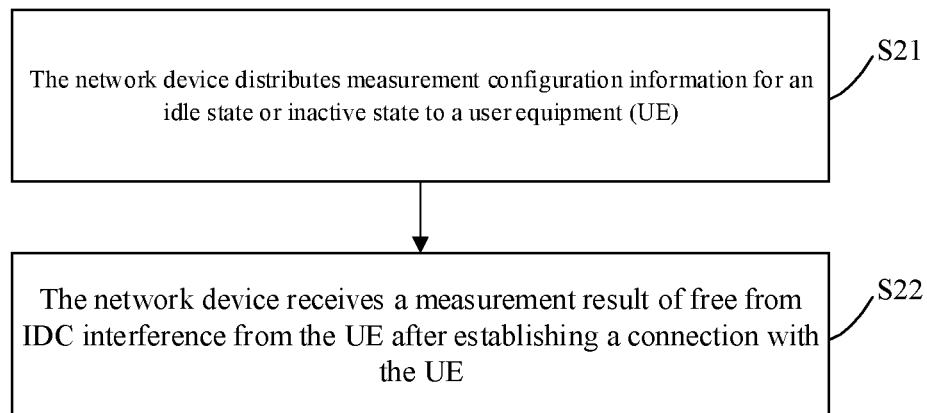 S21
The network device distributes measurement configuration information for an
idle state or inactive state to a user equipment (UE)
S22
The network device receives a measurement result of free from
IDC interference from the UE after establishing a connection with
the UE